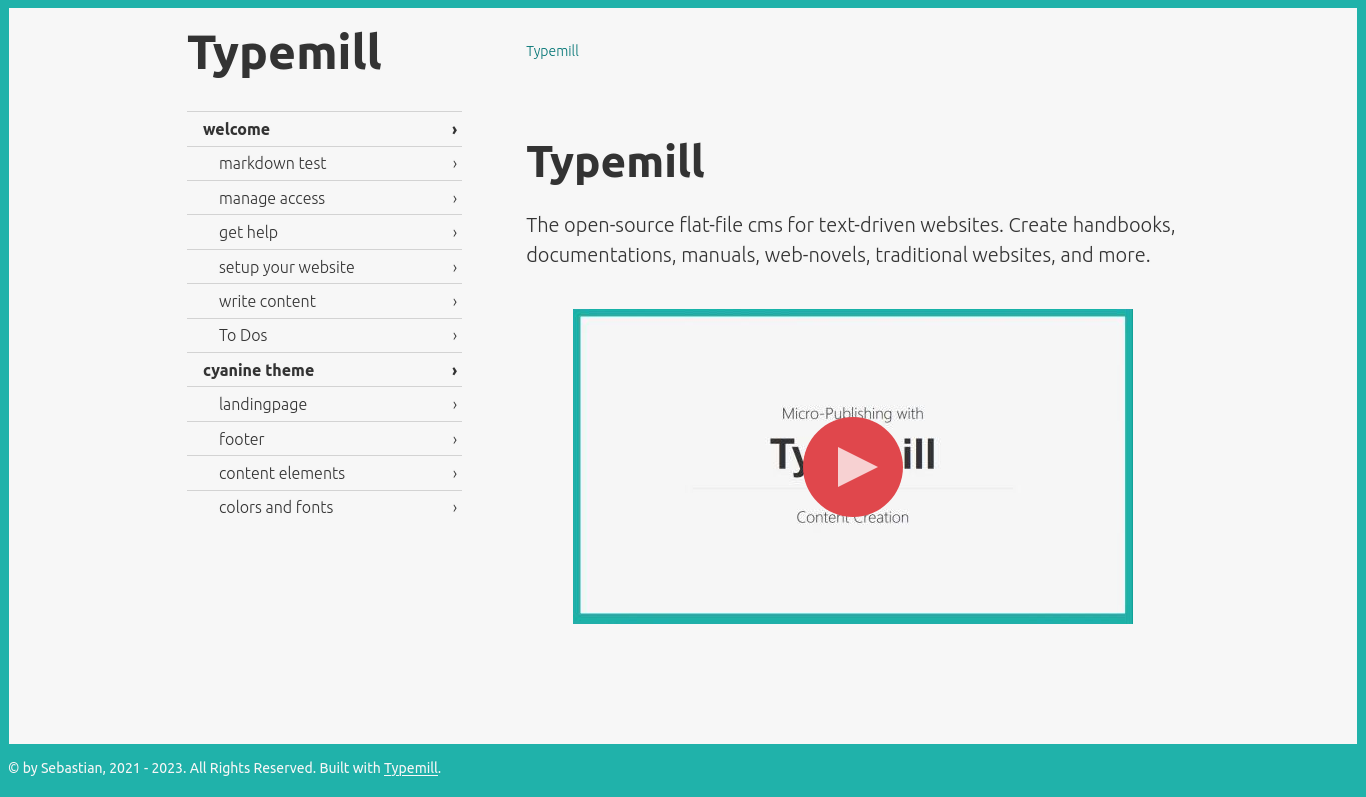 Typemill
Typemill
welcome ›
markdown test ›
manage access ›
get help ›
setup your website ›
write content ›
To Dos ›
cyanine theme ›
landingpage ›
footer ›
content elements ›
colors and fonts ›
Typemill
The open-source flat-file cms for text-driven websites. Create handbooks,
documentations, manuals, web-novels, traditional websites, and more.
Micro-Publishing with
Content Creation
© by Sebastian, 2021 - 2023. All Rights Reserved. Built with Typemill.